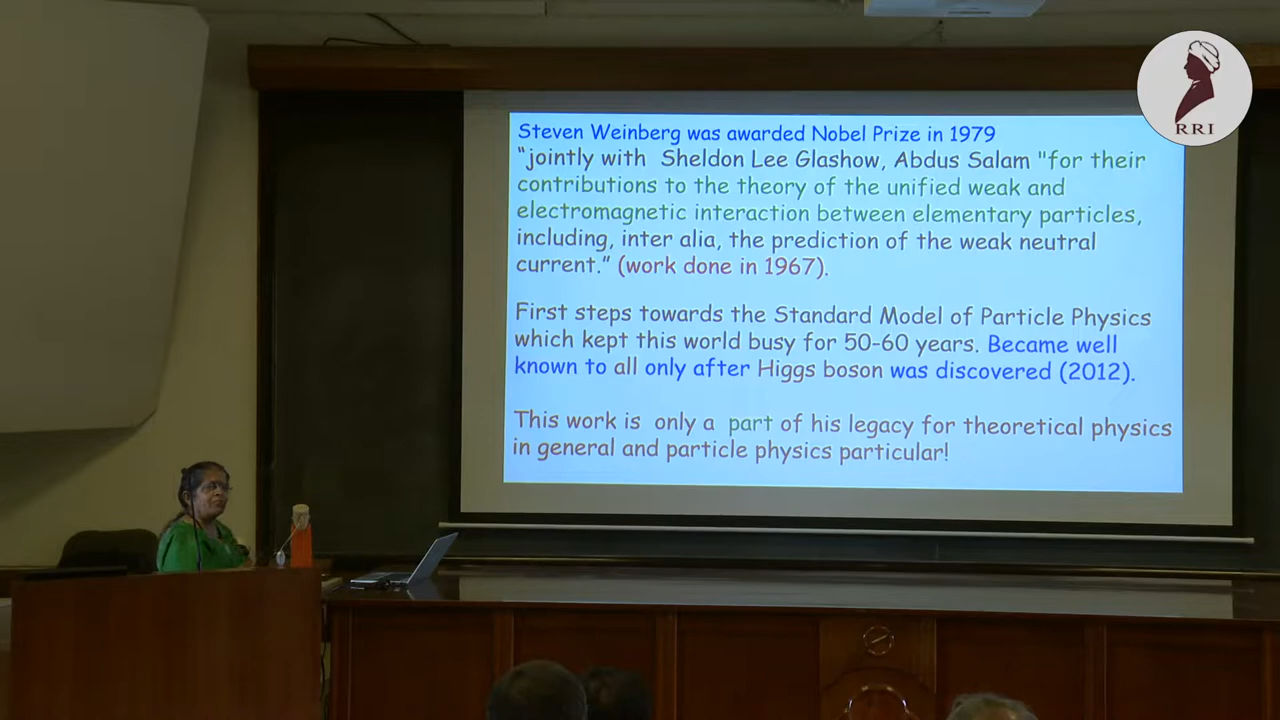 RRI
Steven Weinberg was awarded Nobel Prize in 1979
“jointly with Sheldon Lee Glashow, Abdus Salam "for their
contributions to the theory of the unified weak and
electromagnetic interaction between elementary particles,
including, inter alia, the prediction of the weak neutral
current.” (work done in 1967).
First steps towards the Standard Model of Particle Physics
which kept this world busy for 50-60 years. Became well
known to all only after Higgs boson was discovered (2012).
This work is only a part of his legacy for theoretical physics
in general and particle physics particular!